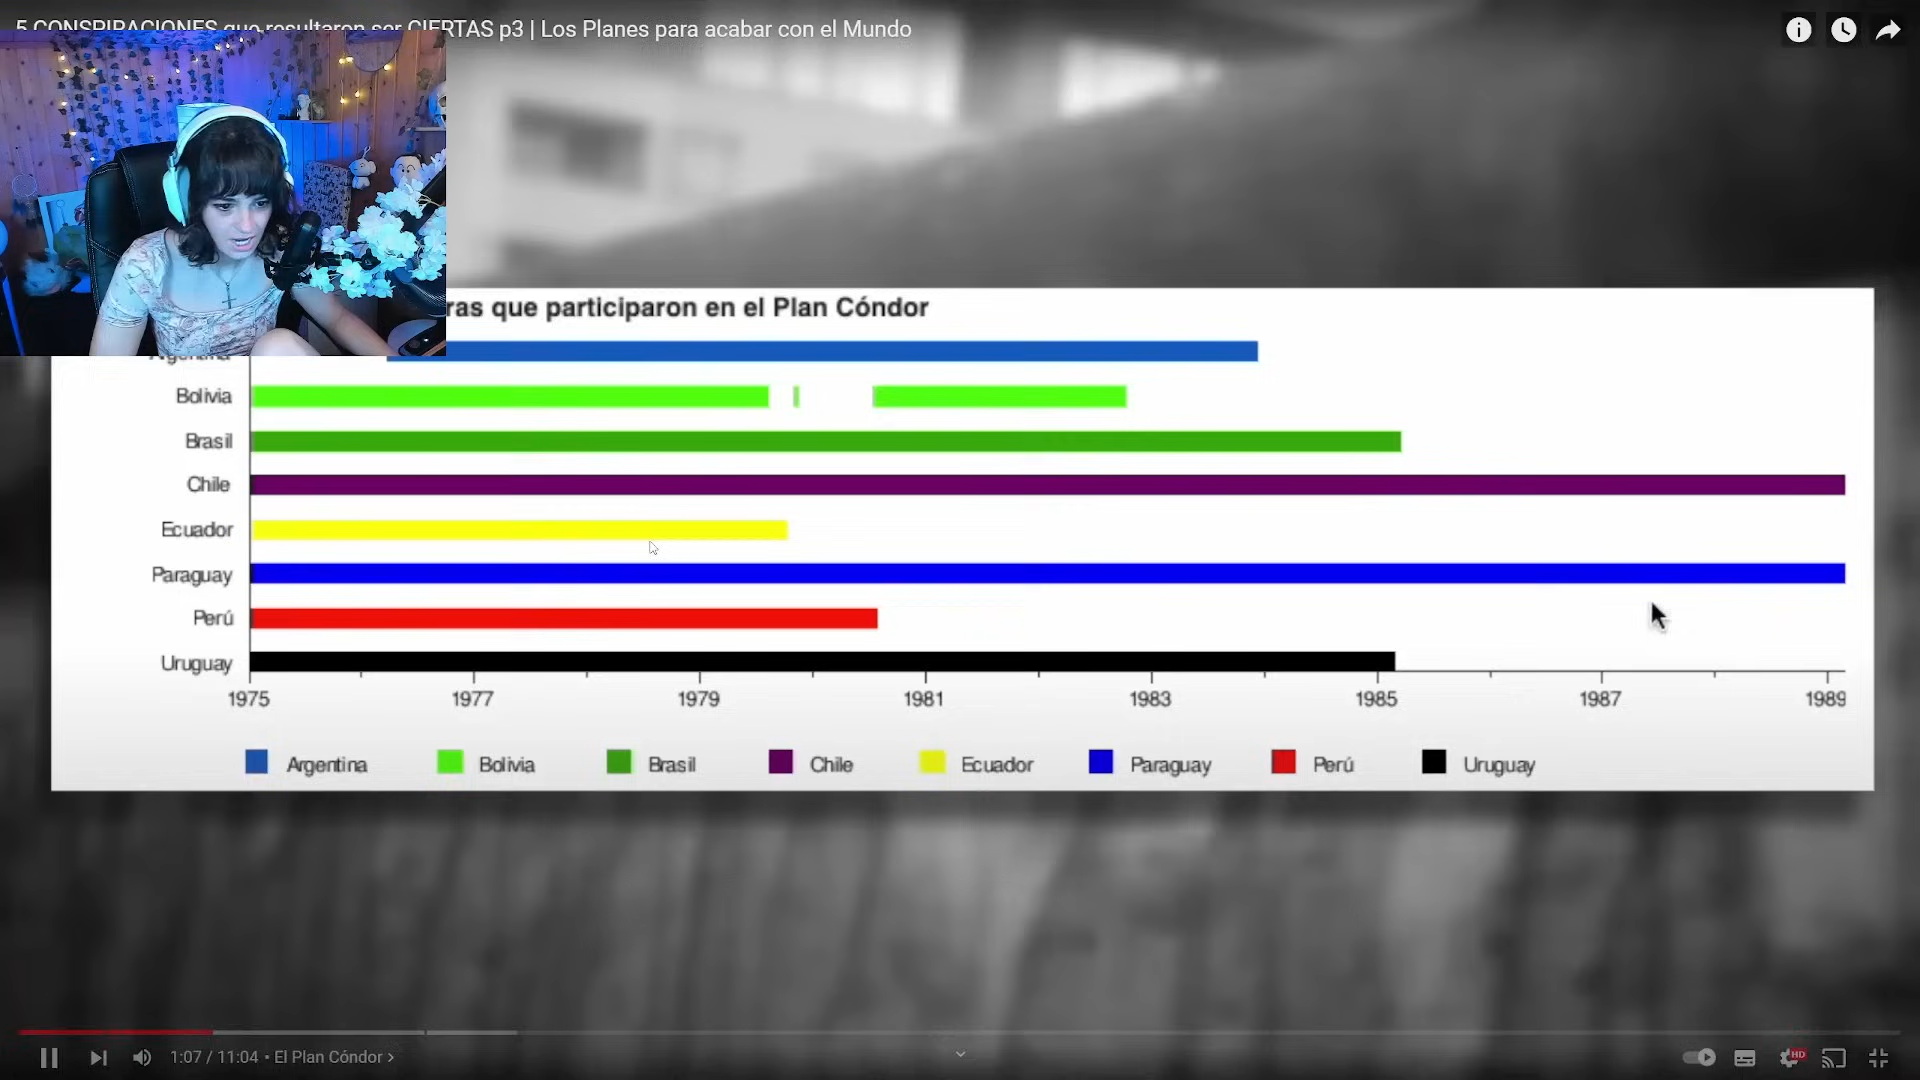 5 CONSPIRACIONES que resultaron ser CIERTAS p3 | Los Planes para acabar con el Mundo
ras que participaron en el Plan Cóndor
Argentina
Bolivia
Brasil
Chile
Ecuador
Paraguay
Perú
Uruguay
1975 1977 1979 1981 1983 1985 1987 1989
Argentina Bolivia Brasil Chile Ecuador Paraguay Perú Uruguay
1:07 / 11:04 • El Plan Cóndor ›
HD